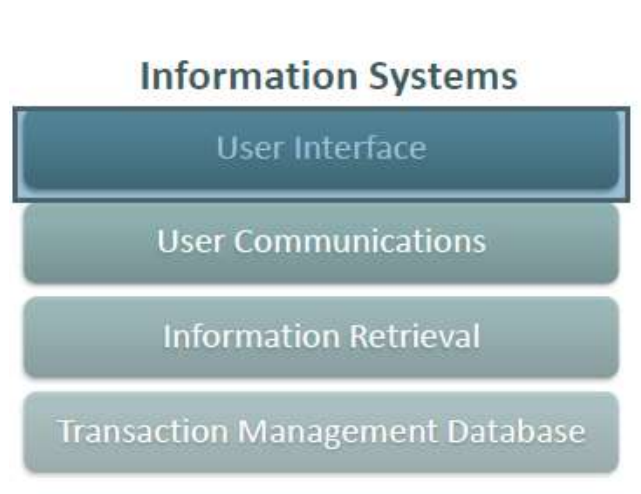 Information Systems
User Interface
User Communications
Information Retrieval
Transaction Management Database